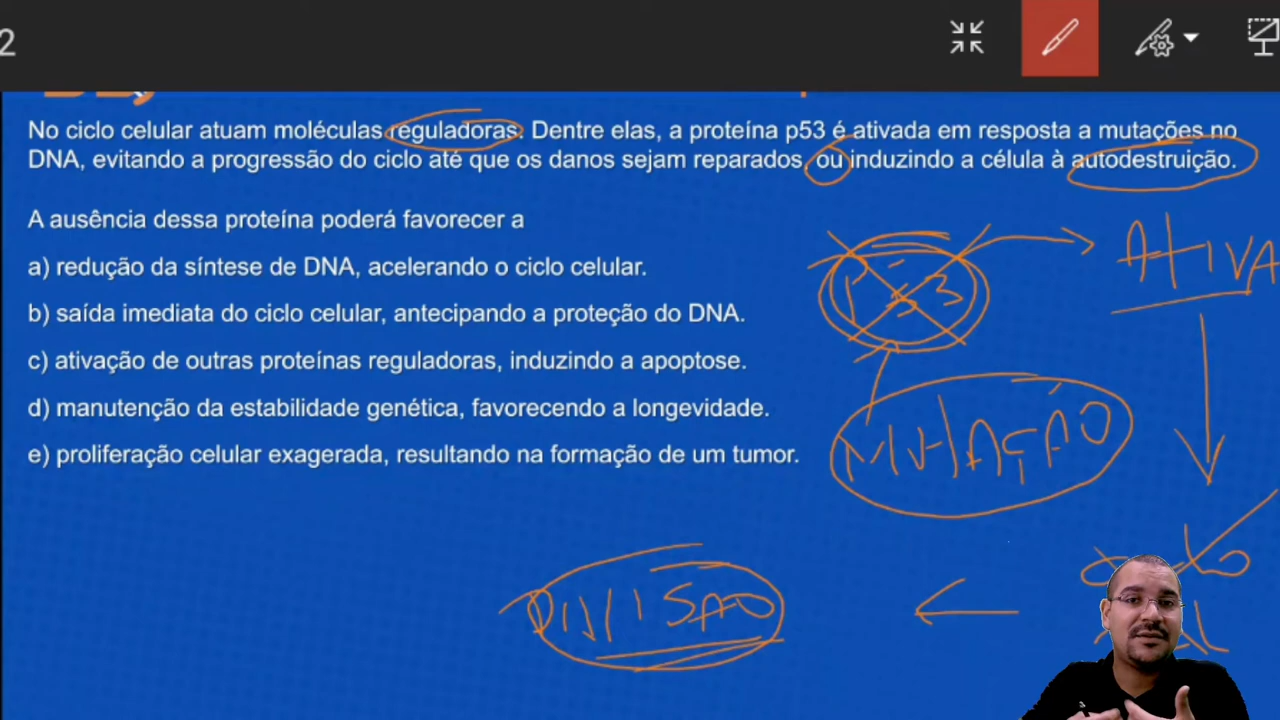 2
No ciclo celular atuam moléculas reguladoras. Dentre elas, a proteína p53 é ativada em resposta a mutações no
DNA, evitando a progressão do ciclo até que os danos sejam reparados, ou induzindo a célula à autodestruição.
A ausência dessa proteína poderá favorecer a
a) redução da síntese de DNA, acelerando o ciclo celular.
b) saída imediata do ciclo celular, antecipando a proteção do DNA.
c) ativação de outras proteínas reguladoras, induzindo a apoptose.
d) manutenção da estabilidade genética, favorecendo a longevidade.
e) proliferação celular exagerada, resultando na formação de um tumor.
P53
ATIVA
MUTAÇÃO
DIVISÃO